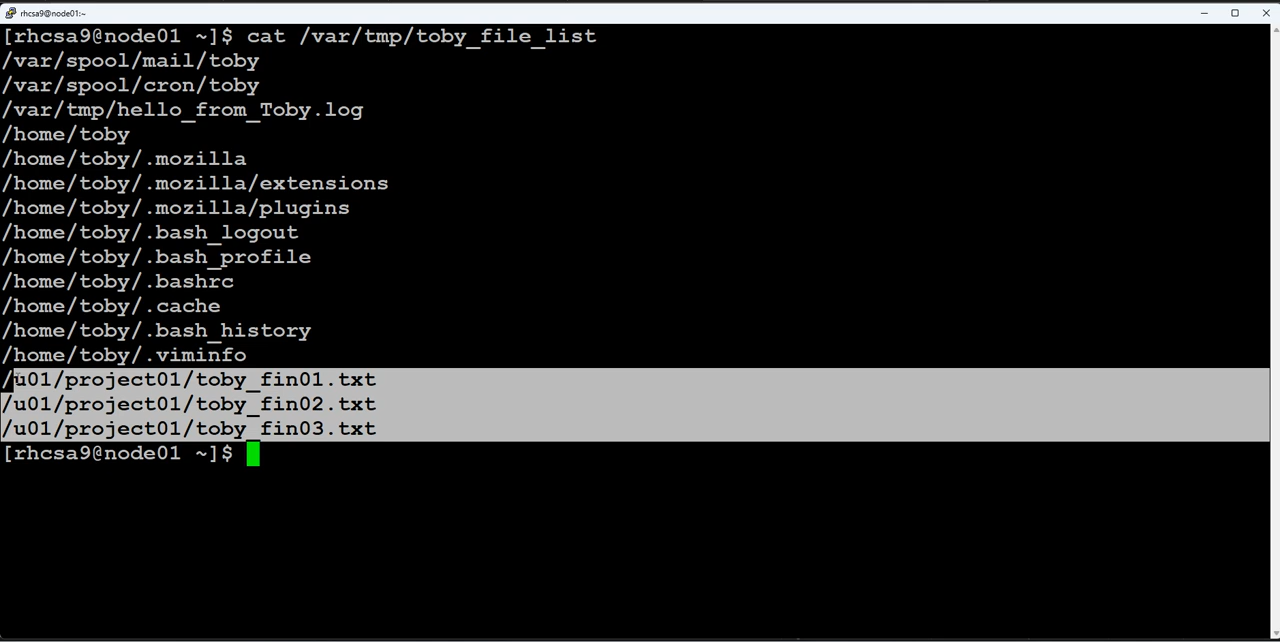 rhcsa9@node01:~
[rhcsa9@node01 ~]$ cat /var/tmp/toby_file_list
/var/spool/mail/toby
/var/spool/cron/toby
/var/tmp/hello_from_Toby.log
/home/toby
/home/toby/.mozilla
/home/toby/.mozilla/extensions
/home/toby/.mozilla/plugins
/home/toby/.bash_logout
/home/toby/.bash_profile
/home/toby/.bashrc
/home/toby/.cache
/home/toby/.bash_history
/home/toby/.viminfo
/u01/project01/toby_fin01.txt
/u01/project01/toby_fin02.txt
/u01/project01/toby_fin03.txt
[rhcsa9@node01 ~]$